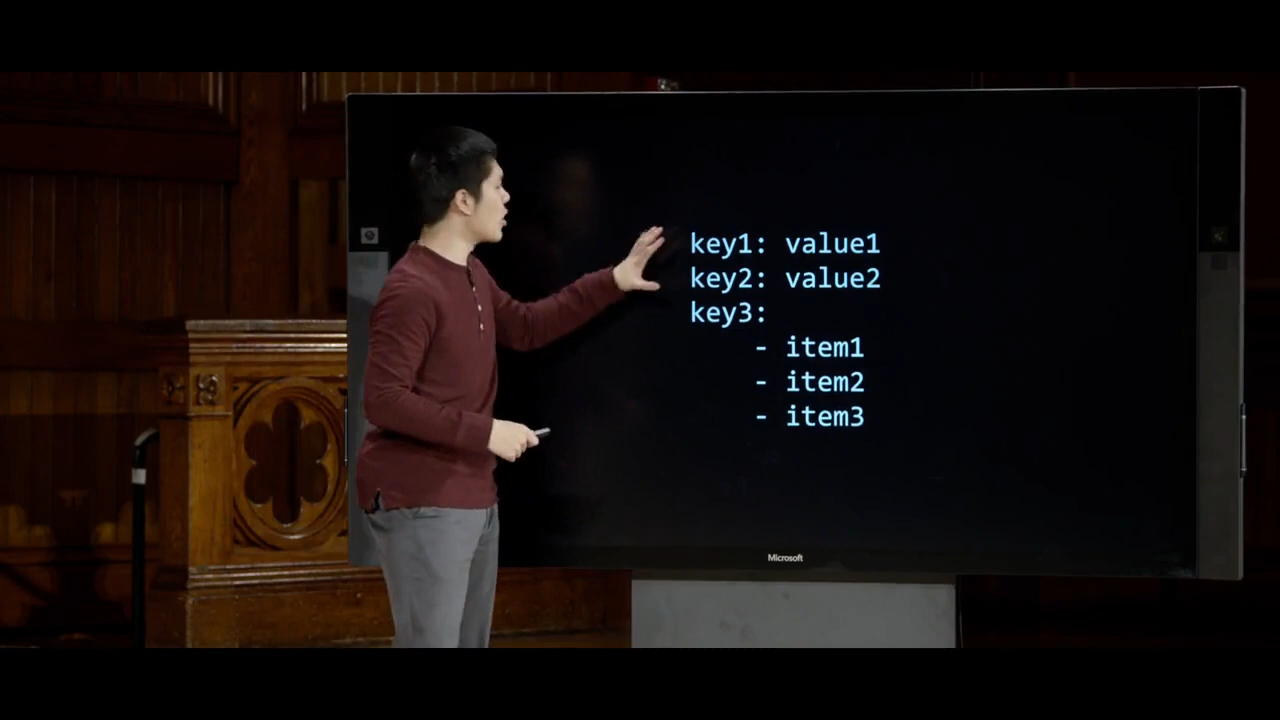 key1: value1
key2: value2
key3:
    - item1
    - item2
    - item3
Microsoft